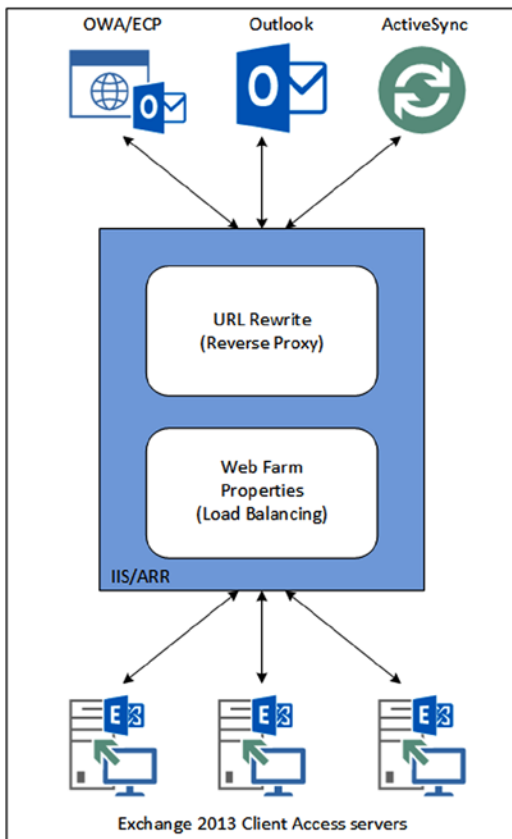 OWA/ECP
Outlook
ActiveSync
O
O
URL Rewrite
(Reverse Proxy)
Web Farm
Properties
(Load Balancing)
IIS/ARR
E
E
E
Exchange 2013 Client Access servers